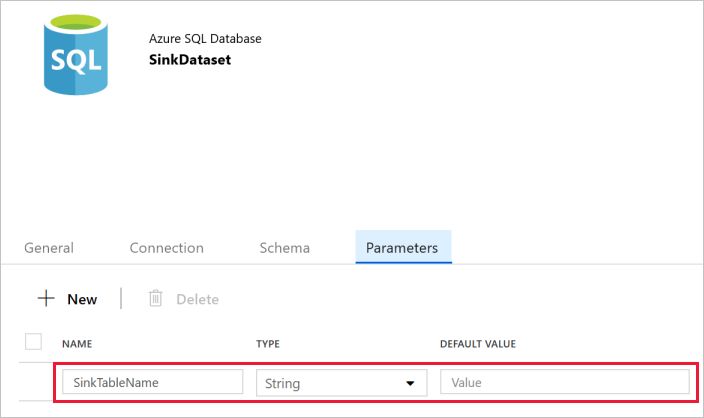 SQL
Azure SQL Database
SinkDataset
General Connection Schema Parameters
New Delete
NAME TYPE DEFAULT VALUE
SinkTableName String Value